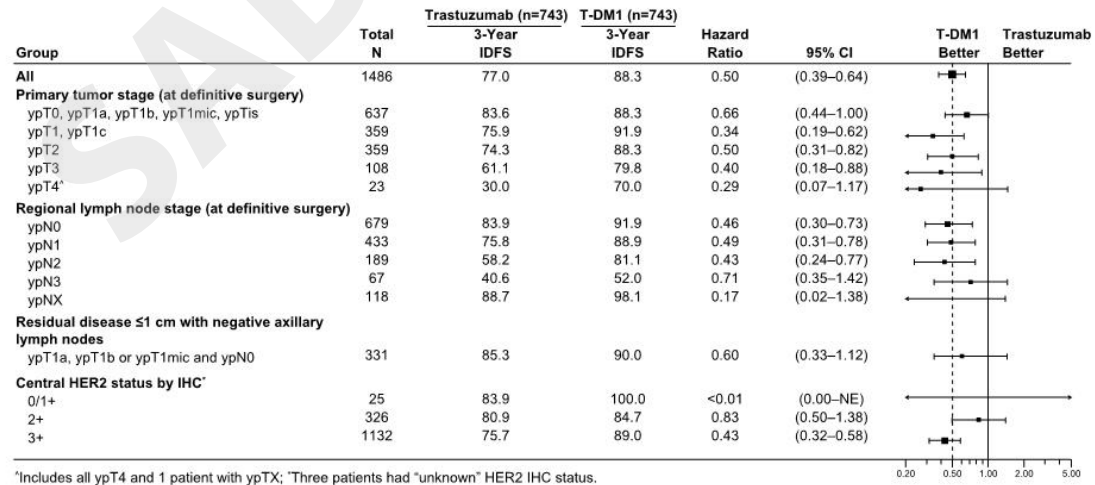 Trastuzumab (n=743) T-DM1 (n=743)
Group Total N 3-Year IDFS 3-Year IDFS Hazard Ratio 95% CI T-DM1 Better Trastuzumab Better
All 1486 77.0 88.3 0.50 (0.39–0.64)
Primary tumor stage (at definitive surgery)
ypT0, ypT1a, ypT1b, ypT1mic, ypTis 637 83.6 88.3 0.66 (0.44–1.00)
ypT1, ypT1c 359 75.9 91.9 0.34 (0.19–0.62)
ypT2 359 74.3 88.3 0.50 (0.31–0.82)
ypT3 108 61.1 79.8 0.40 (0.18–0.88)
ypT4^ 23 30.0 70.0 0.29 (0.07–1.17)
Regional lymph node stage (at definitive surgery)
ypN0 679 83.9 91.9 0.46 (0.30–0.73)
ypN1 433 75.8 88.9 0.49 (0.31–0.78)
ypN2 189 58.2 81.1 0.43 (0.24–0.77)
ypN3 67 40.6 52.0 0.71 (0.35–1.42)
ypNX 118 88.7 98.1 0.17 (0.02–1.38)
Residual disease ≤1 cm with negative axillary
lymph nodes
ypT1a, ypT1b or ypT1mic and ypN0 331 85.3 90.0 0.60 (0.33–1.12)
Central HER2 status by IHC*
0/1+ 25 83.9 100.0 <0.01 (0.00–NE)
2+ 326 80.9 84.7 0.83 (0.50–1.38)
3+ 1132 75.7 89.0 0.43 (0.32–0.58)
0.20 0.50 1.00 2.00 5.00
^Includes all ypT4 and 1 patient with ypTX; *Three patients had "unknown" HER2 IHC status.